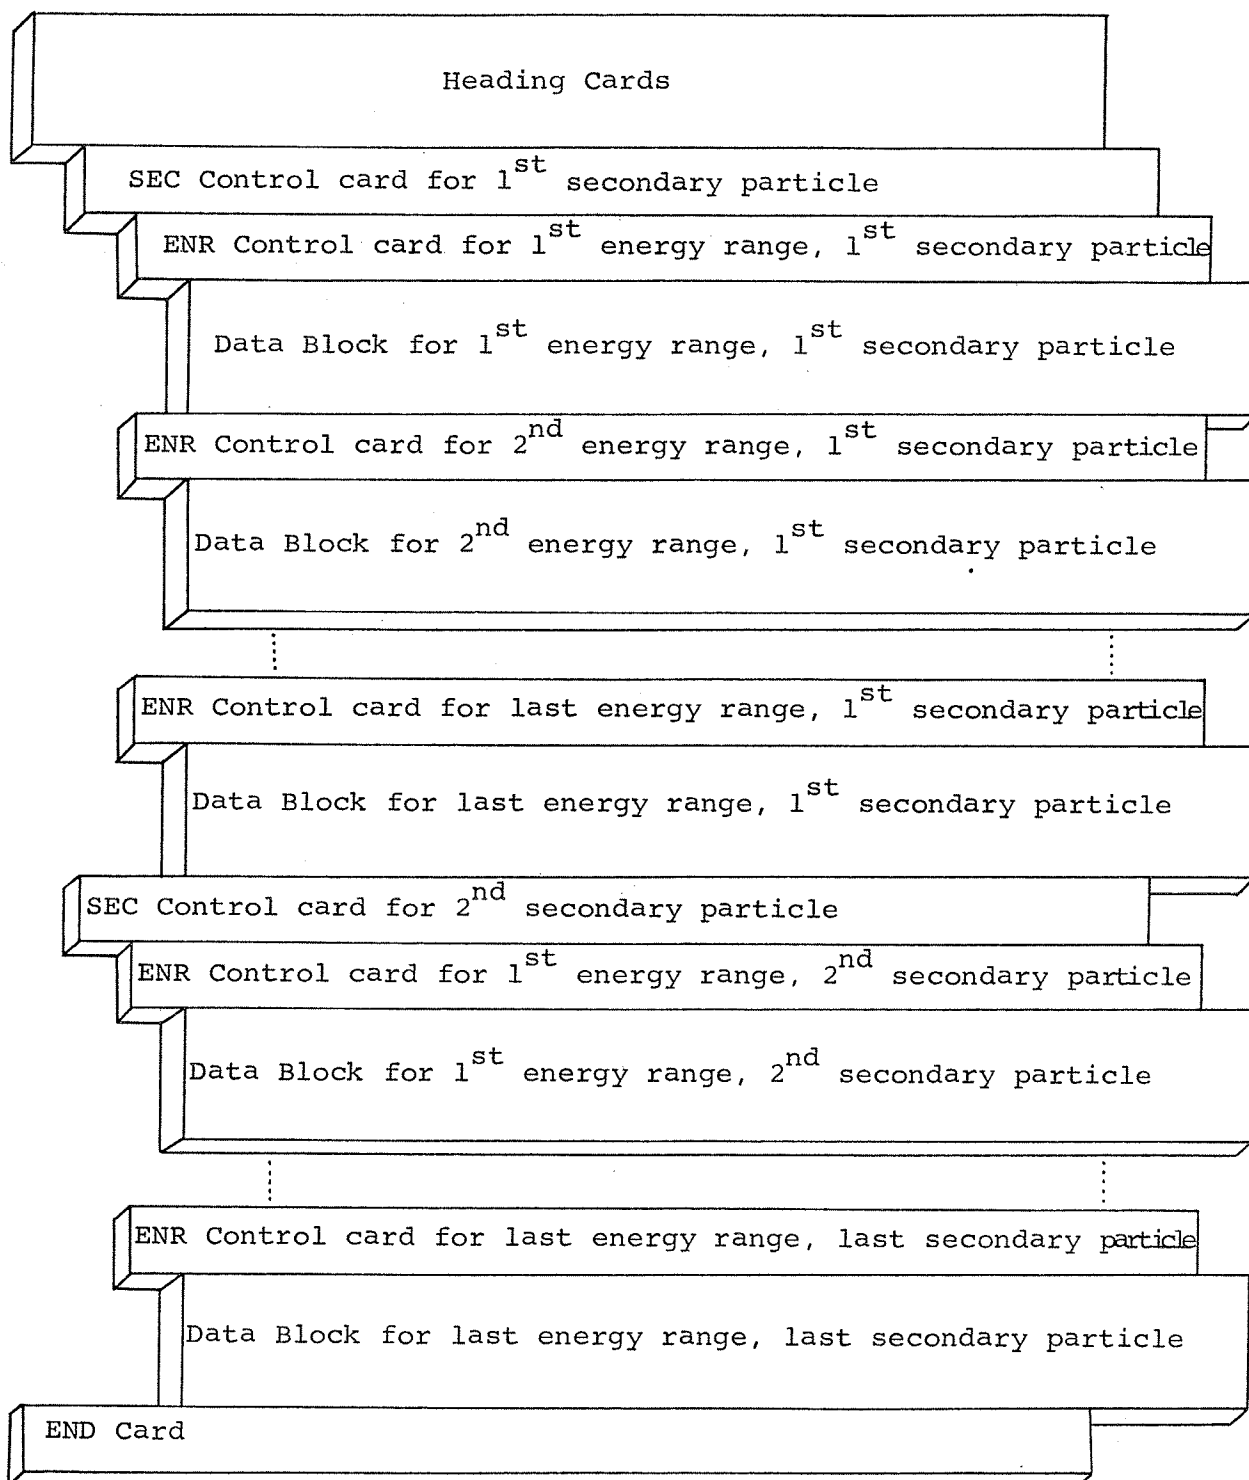 Heading Cards
SEC Control card for 1st secondary particle
ENR Control card for 1st energy range, 1st secondary particle
Data Block for 1st energy range, 1st secondary particle
ENR Control card for 2nd energy range, 1st secondary particle
Data Block for 2nd energy range, 1st secondary particle
ENR Control card for last energy range, 1st secondary particle
Data Block for last energy range, 1st secondary particle
SEC Control card for 2nd secondary particle
ENR Control card for 1st energy range, 2nd secondary particle
Data Block for 1st energy range, 2nd secondary particle
ENR Control card for last energy range, last secondary particle
Data Block for last energy range, last secondary particle
END Card